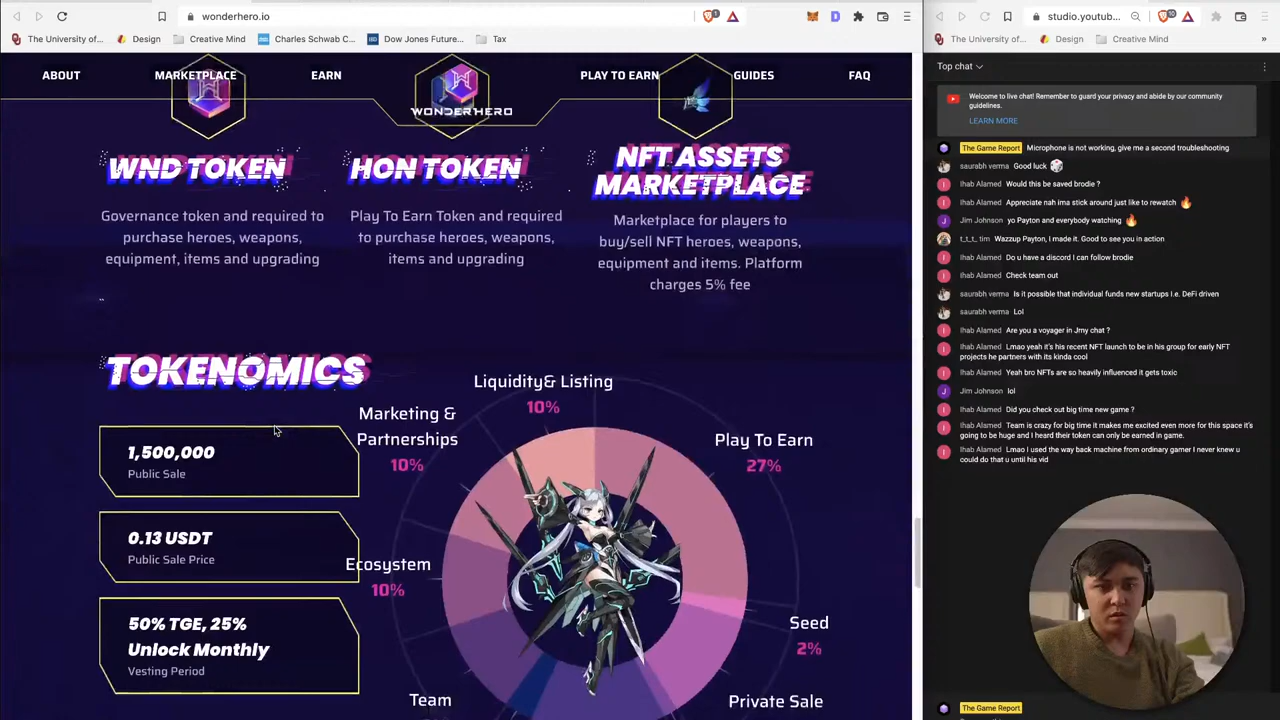 wonderhero.io
studio.youtub...
The University of...
Design
Creative Mind
Charles Schwab C...
Dow Jones Future...
Tax
The University of...
Design
Creative Mind
»
ABOUT
MARKETPLACE
EARN
WONDERHERO
PLAY TO EARN
GUIDES
FAQ
WND TOKEN
Governance token and required to
purchase heroes, weapons,
equipment, items and upgrading
HON TOKEN
Play To Earn Token and required
to purchase heroes, weapons,
items and upgrading
NFT ASSETS
MARKETPLACE
Marketplace for players to
buy/sell NFT heroes, weapons,
equipment and items. Platform
charges 5% fee
TOKENOMICS
1,500,000
Public Sale
0.13 USDT
Public Sale Price
50% TGE, 25%
Unlock Monthly
Vesting Period
Liquidity& Listing
10%
Marketing &
Partnerships
10%
Play To Earn
27%
Ecosystem
10%
Seed
2%
Team
Private Sale
Top chat
Welcome to live chat! Remember to guard your privacy and abide by our community
guidelines.
LEARN MORE
The Game Report Microphone is not working, give me a second troubleshooting
saurabh verma Good luck
Ihab Alamed Would this be saved brodie ?
Ihab Alamed Appreciate nah ima stick around just like to rewatch
Jim Johnson yo Payton and everybody watching
t_t_t_ tim Wazzup Payton, I made it. Good to see you in action
Ihab Alamed Do u have a discord I can follow brodie
Ihab Alamed Check team out
saurabh verma Is it possible that individual funds new startups I.e. DeFi driven
saurabh verma Lol
Ihab Alamed Are you a voyager in Jrny chat ?
Ihab Alamed Lmao yeah it's his recent NFT launch to be in his group for early NFT
projects he partners with its kinda cool
Ihab Alamed Yeah bro NFTs are so heavily influenced it gets toxic
Jim Johnson lol
Ihab Alamed Did you check out big time new game ?
Ihab Alamed Team is crazy for big time it makes me excited even more for this space it's
going to be huge and I heard their token can only be earned in game.
Ihab Alamed Lmao I used the way back machine from ordinary gamer I never knew u
could do that u until his vid
The Game Report